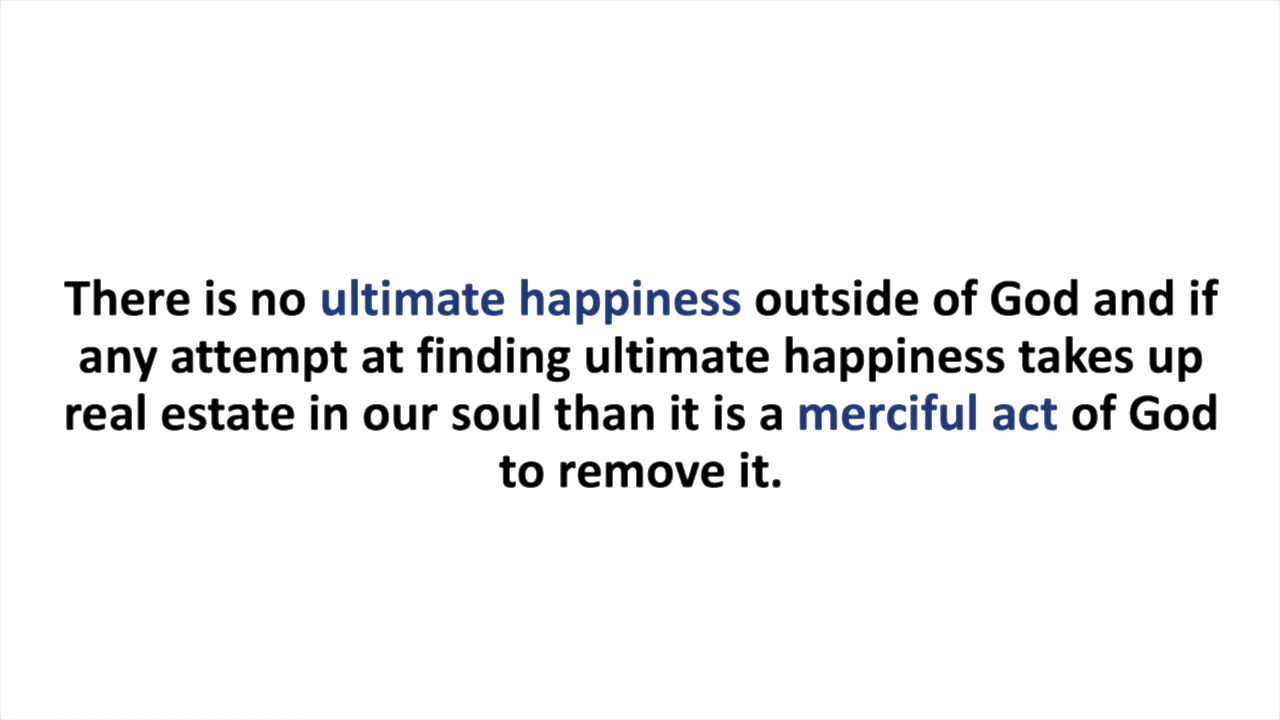 There is no ultimate happiness outside of God and if
any attempt at finding ultimate happiness takes up
real estate in our soul than it is a merciful act of God
to remove it.